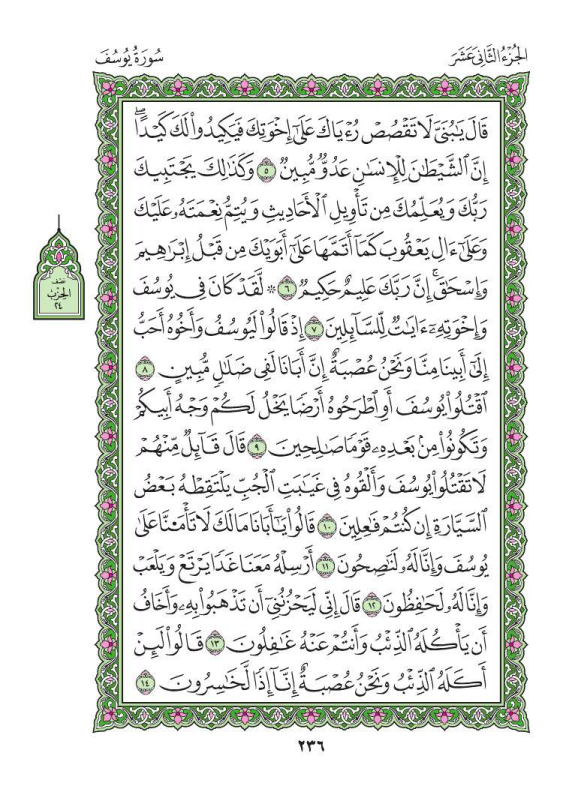 الجُزْءُ الثَّانِي عَشَرَ
سُورَةُ يُوسُفَ
قَالَ يَٰبُنَيَّ لَا تَقۡصُصۡ رُءۡيَاكَ عَلَىٰٓ إِخۡوَتِكَ فَيَكِيدُواْ لَكَ كَيۡدًاۖ
إِنَّ ٱلشَّيۡطَٰنَ لِلۡإِنسَٰنِ عَدُوّٞ مُّبِينٞ ٥ وَكَذَٰلِكَ يَجۡتَبِيكَ
رَبُّكَ وَيُعَلِّمُكَ مِن تَأۡوِيلِ ٱلۡأَحَادِيثِ وَيُتِمُّ نِعۡمَتَهُۥ عَلَيۡكَ
وَعَلَىٰٓ ءَالِ يَعۡقُوبَ كَمَآ أَتَمَّهَا عَلَىٰٓ أَبَوَيۡكَ مِن قَبۡلُ إِبۡرَٰهِيمَ
وَإِسۡحَٰقَۚ إِنَّ رَبَّكَ عَلِيمٌ حَكِيمٞ ٦ ۞ لَّقَدۡ كَانَ فِي يُوسُفَ
وَإِخۡوَتِهِۦٓ ءَايَٰتٞ لِّلسَّآئِلِينَ ٧ إِذۡ قَالُواْ لَيُوسُفُ وَأَخُوهُ أَحَبُّ
إِلَىٰٓ أَبِينَا مِنَّا وَنَحۡنُ عُصۡبَةٌ إِنَّ أَبَانَا لَفِي ضَلَٰلٖ مُّبِينٍ ٨
ٱقۡتُلُواْ يُوسُفَ أَوِ ٱطۡرَحُوهُ أَرۡضٗا يَخۡلُ لَكُمۡ وَجۡهُ أَبِيكُمۡ
وَتَكُونُواْ مِنۢ بَعۡدِهِۦ قَوۡمٗا صَٰلِحِينَ ٩ قَالَ قَآئِلٞ مِّنۡهُمۡ
لَا تَقۡتُلُواْ يُوسُفَ وَأَلۡقُوهُ فِي غَيَٰبَتِ ٱلۡجُبِّ يَلۡتَقِطۡهُ بَعۡضُ
ٱلسَّيَّارَةِ إِن كُنتُمۡ فَٰعِلِينَ ١٠ قَالُواْ يَٰٓأَبَانَا مَا لَكَ لَا تَأۡمَ۬نَّا عَلَىٰ
يُوسُفَ وَإِنَّا لَهُۥ لَنَٰصِحُونَ ١١ أَرۡسِلۡهُ مَعَنَا غَدٗا يَرۡتَعۡ وَيَلۡعَبۡ
وَإِنَّا لَهُۥ لَحَٰفِظُونَ ١٢ قَالَ إِنِّي لَيَحۡزُنُنِيٓ أَن تَذۡهَبُواْ بِهِۦ وَأَخَافُ
أَن يَأۡكُلَهُ ٱلذِّئۡبُ وَأَنتُمۡ عَنۡهُ غَٰفِلُونَ ١٣ قَالُواْ لَئِنۡ
أَكَلَهُ ٱلذِّئۡبُ وَنَحۡنُ عُصۡبَةٌ إِنَّآ إِذٗا لَّخَٰسِرُونَ ١٤
نصف
الحزب
٢٤
٢٣٦